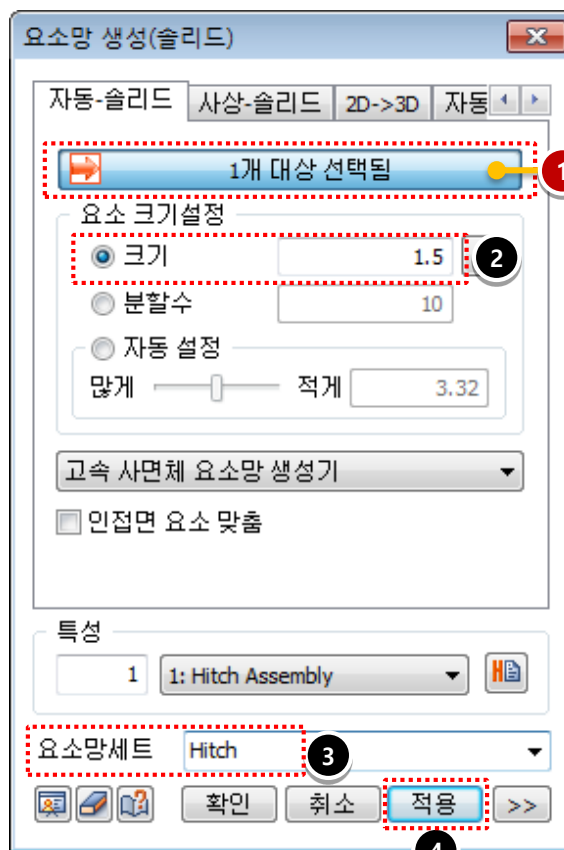 요소망 생성(솔리드)
자동-솔리드 사상-솔리드 2D->3D 자동
1개 대상 선택됨 1
요소 크기설정
크기 1.5 2
분할수 10
자동 설정
많게 적게 3.32
고속 사면체 요소망 생성기
인접면 요소 맞춤
특성
1 1: Hitch Assembly
요소망세트 Hitch 3
확인 취소 적용 >>
4